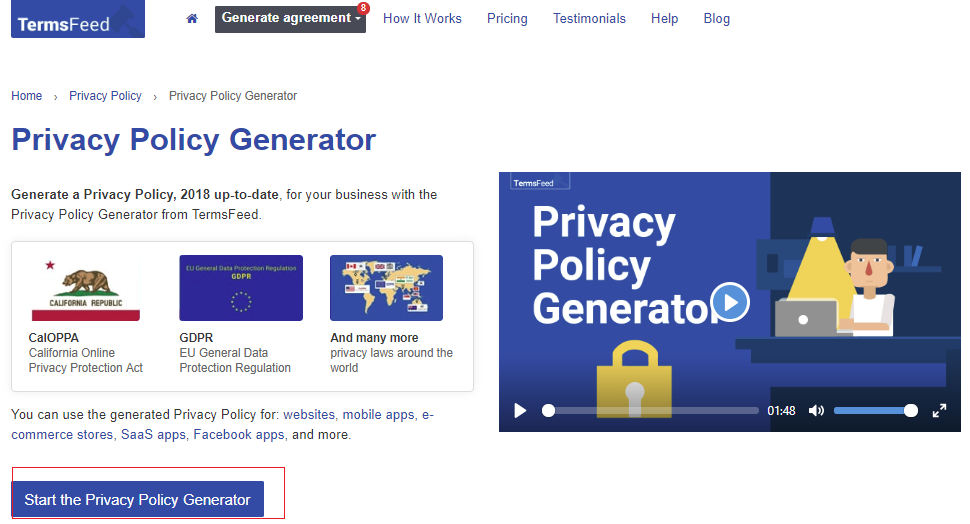 TermsFeed
Generate agreement
8
How It Works
Pricing
Testimonials
Help
Blog
Home › Privacy Policy › Privacy Policy Generator
Privacy Policy Generator
Generate a Privacy Policy, 2018 up-to-date, for your business with the
Privacy Policy Generator from TermsFeed.
CALIFORNIA REPUBLIC
CalOPPA
California Online
Privacy Protection Act
EU General Data Protection Regulation
GDPR
GDPR
EU General Data
Protection Regulation
And many more
privacy laws around the
world
You can use the generated Privacy Policy for: websites, mobile apps, e-
commerce stores, SaaS apps, Facebook apps, and more.
Start the Privacy Policy Generator
TermsFeed
Privacy
Policy
Generator
01:48